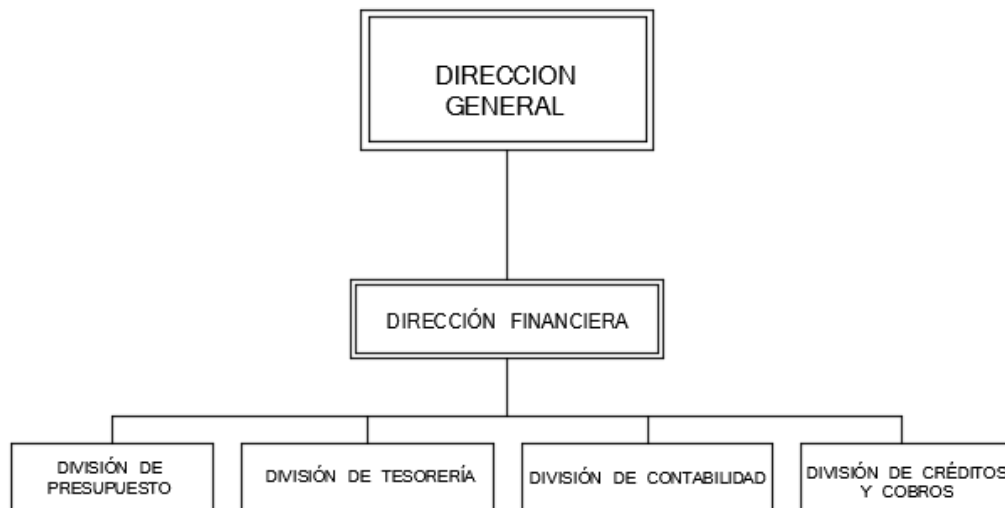 DIRECCION
GENERAL
DIRECCIÓN FINANCIERA
DIVISIÓN DE
PRESUPUESTO
DIVISIÓN DE TESORERÍA
DIVISIÓN DE CONTABILIDAD
DIVISIÓN DE CRÉDITOS
Y COBROS